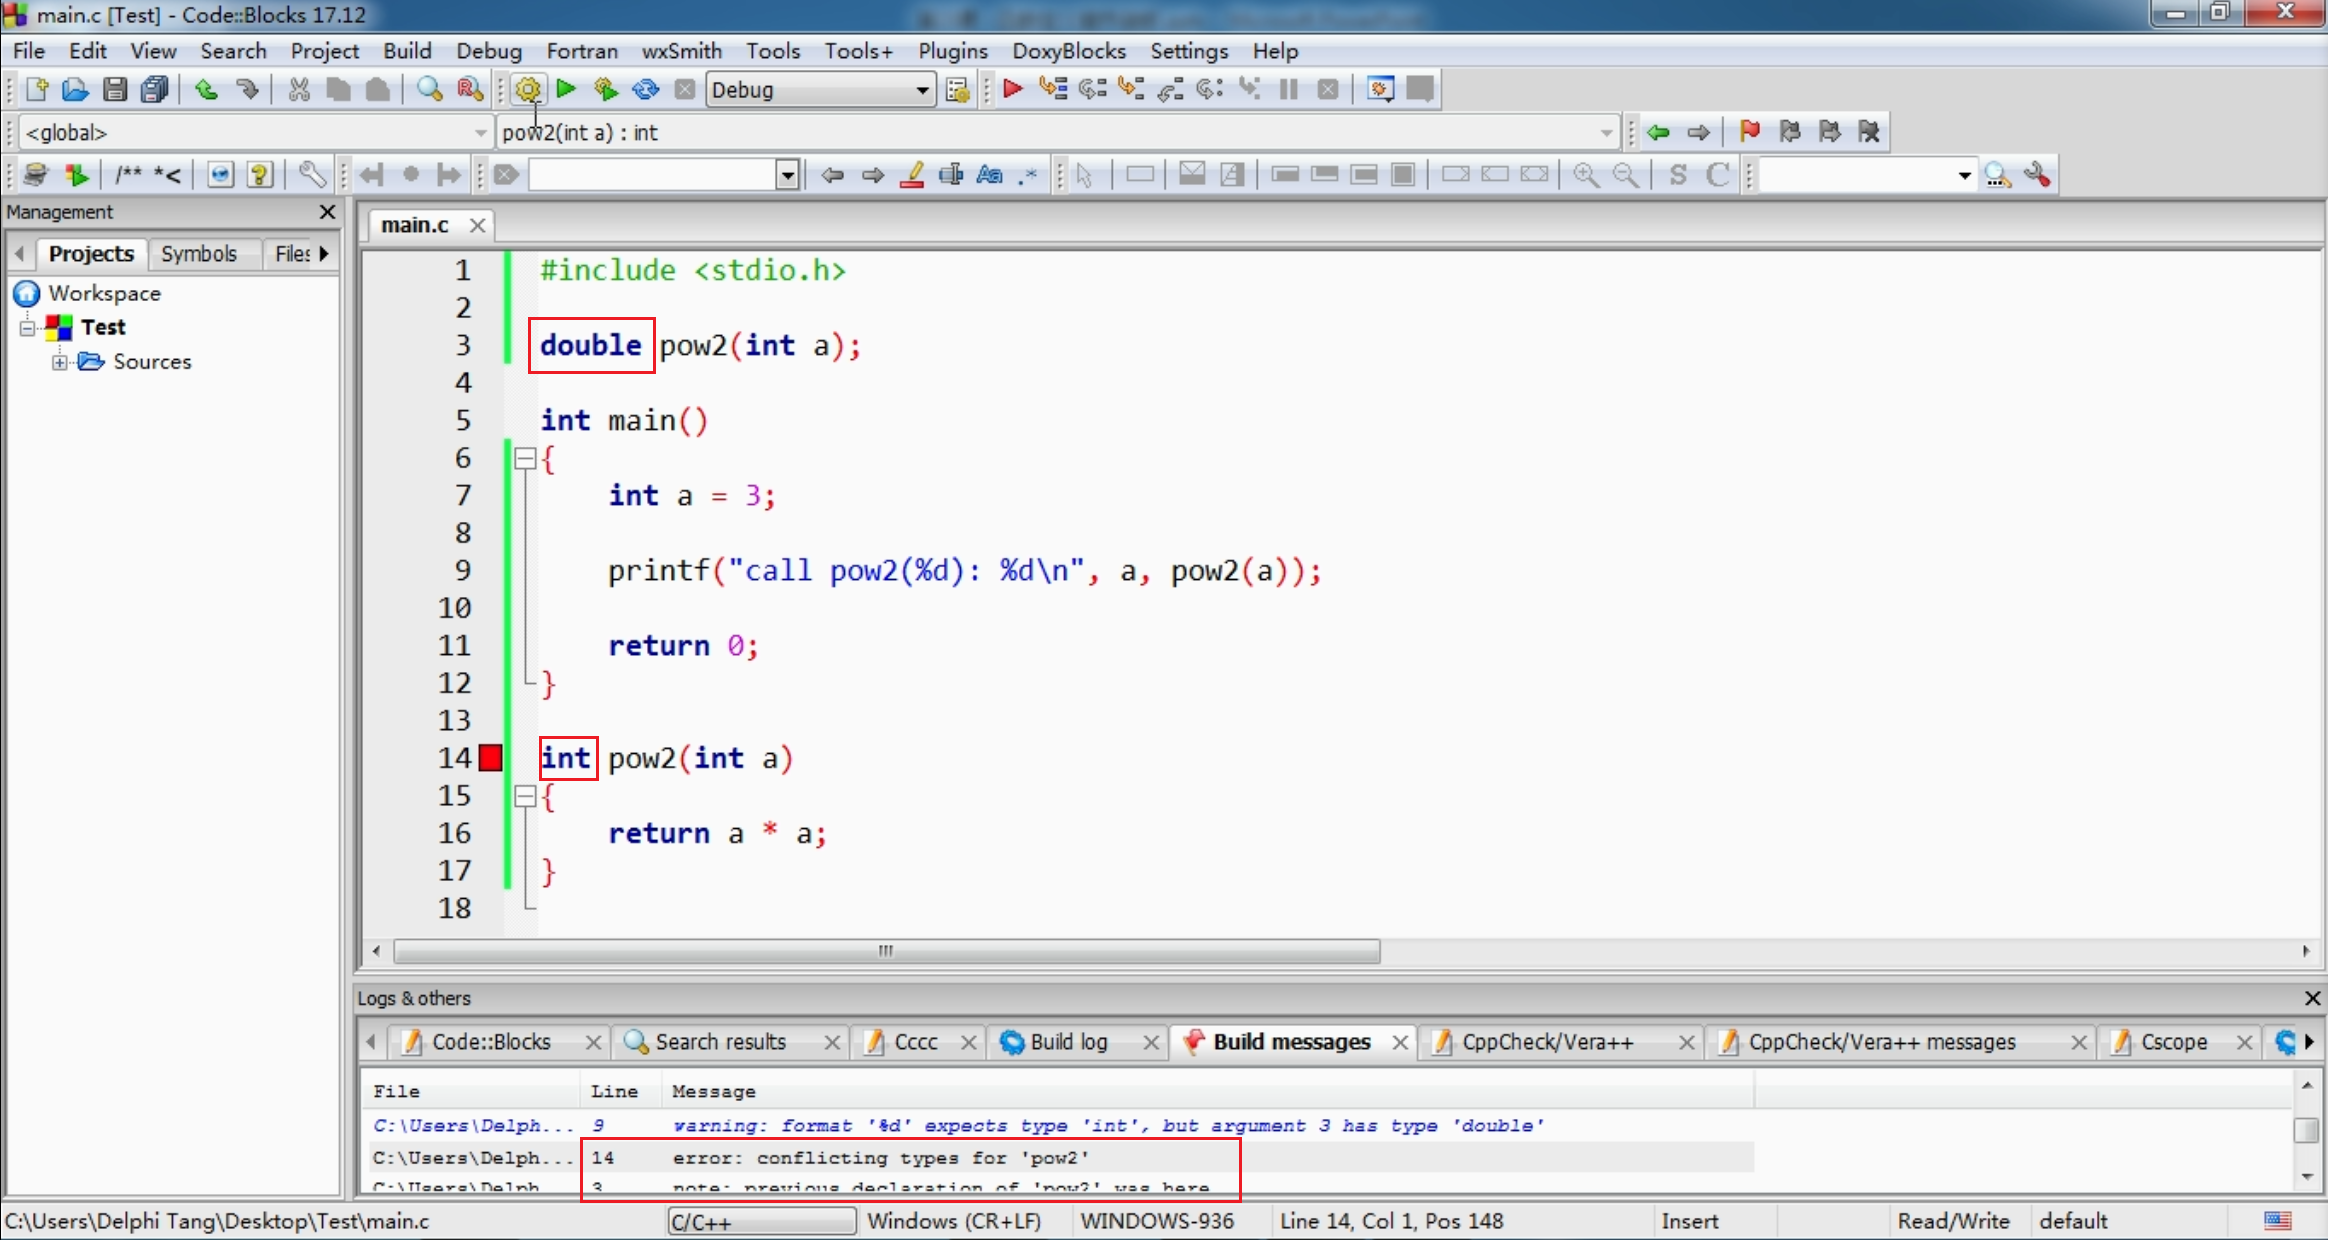 main.c [Test] - Code::Blocks 17.12
File Edit View Search Project Build Debug Fortran wxSmith Tools Tools+ Plugins DoxyBlocks Settings Help
Debug
<global>
pow2(int a) : int
/** *<
S C
Management
main.c
Projects Symbols Files
Workspace
Test
Sources
1 #include <stdio.h>
2
3 double pow2(int a);
4
5 int main()
6 {
7 int a = 3;
8
9 printf("call pow2(%d): %d\n", a, pow2(a));
10
11 return 0;
12 }
13
14 int pow2(int a)
15 {
16 return a * a;
17 }
18
Logs & others
Code::Blocks Search results Cccc Build log Build messages CppCheck/Vera++ CppCheck/Vera++ messages Cscope
File Line Message
C:\Users\Delph... 9 warning: format '%d' expects type 'int', but argument 3 has type 'double'
C:\Users\Delph... 14 error: conflicting types for 'pow2'
C:\Users\Delph... 3 note: previous declaration of 'pow2' was here
C:\Users\Delphi Tang\Desktop\Test\main.c C/C++ Windows (CR+LF) WINDOWS-936 Line 14, Col 1, Pos 148 Insert Read/Write default